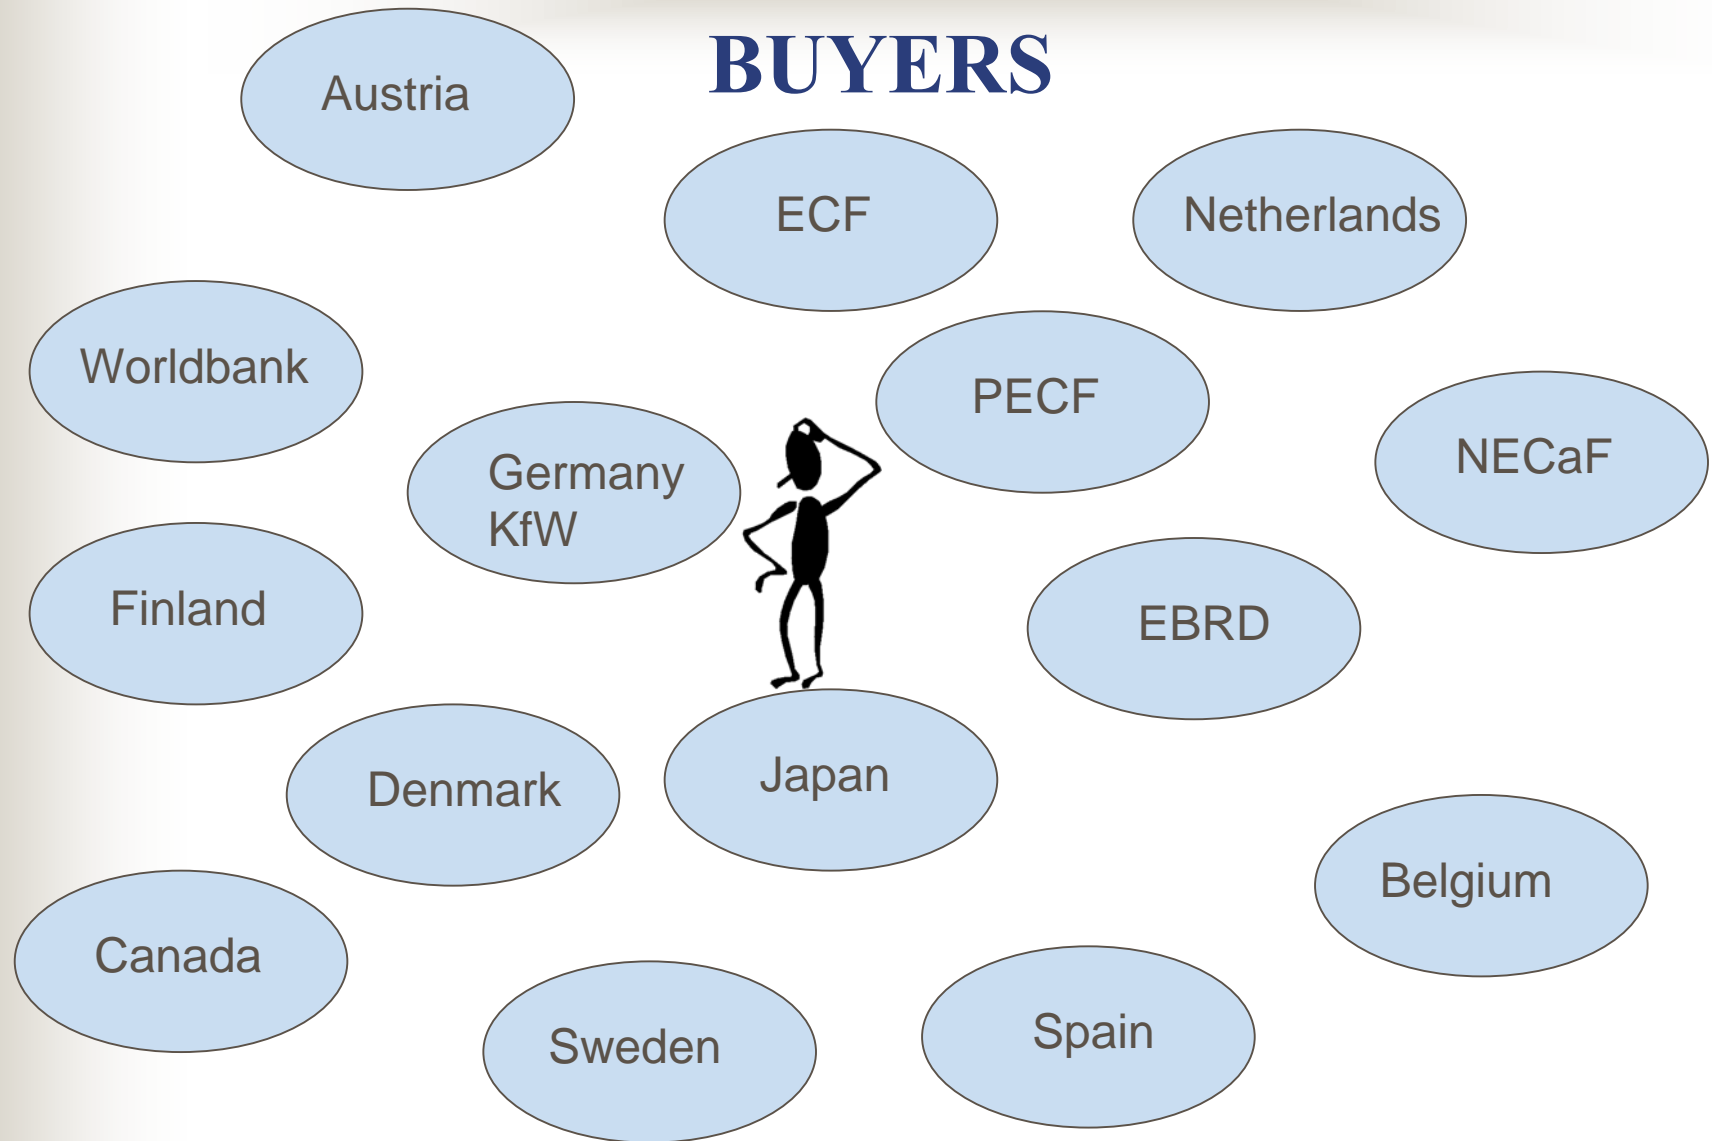 BUYERS
Austria
ECF
Netherlands
Worldbank
PECF
NECaF
Germany
KfW
Finland
EBRD
Denmark
Japan
Belgium
Canada
Sweden
Spain